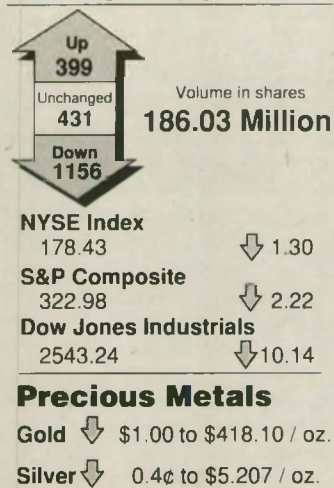 Up
399
Unchanged
431
Down
1156
Volume in shares
186.03 Million
NYSE Index
178.43 1.30
S&P Composite
322.98 2.22
Dow Jones Industrials
2543.24 10.14
Precious Metals
Gold $1.00 to $418.10 / oz.
Silver 0.4¢ to $5.207 / oz.